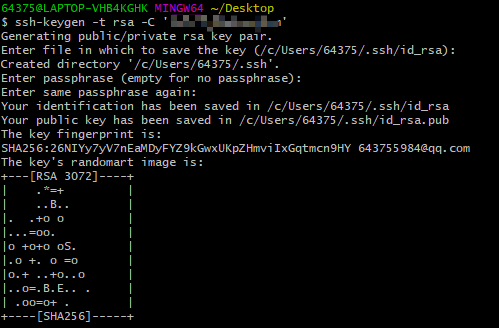 64375@LAPTOP-VHB4KGHK MINGW64 ~/Desktop
$ ssh-keygen -t rsa -C '
Generating public/private rsa key pair.
Enter file in which to save the key (/c/Users/64375/.ssh/id_rsa):
Created directory '/c/Users/64375/.ssh'.
Enter passphrase (empty for no passphrase):
Enter same passphrase again:
Your identification has been saved in /c/Users/64375/.ssh/id_rsa
Your public key has been saved in /c/Users/64375/.ssh/id_rsa.pub
The key fingerprint is:
SHA256:26NIYy7yV7nEaMDyFYZ9kGwxUKpZHmviIxGqtmcn9HY 643755984@qq.com
The key's randomart image is:
+---[RSA 3072]----+
|    .*=+         |
|    ..B..        |
|.  .+o o         |
|...=oo.          |
|o +o+o oS.       |
|.o +. o =o       |
|o.+ ..+o..o      |
|..o=.B.E.. .     |
| .oo=o+ .        |
+----[SHA256]-----+